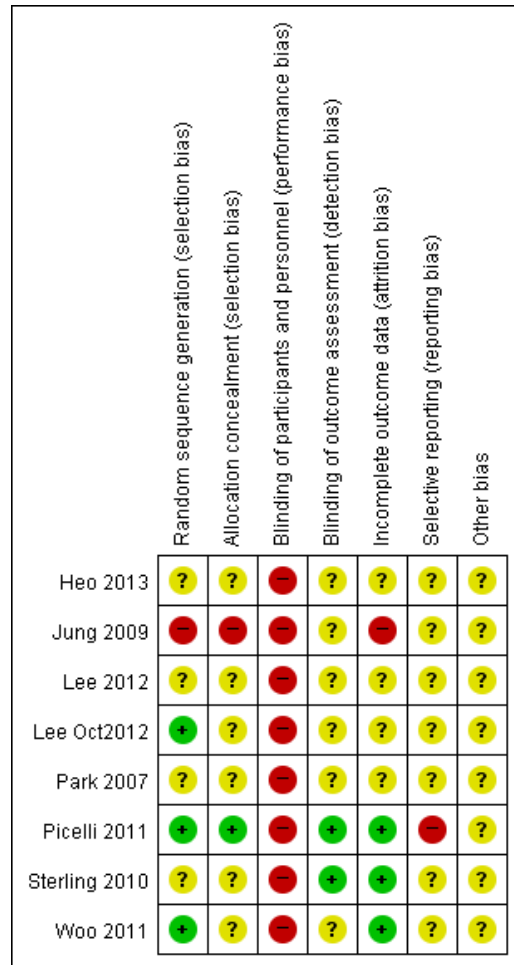 Random sequence generation (selection bias)
Allocation concealment (selection bias)
Blinding of participants and personnel (performance bias)
Blinding of outcome assessment (detection bias)
Incomplete outcome data (attrition bias)
Selective reporting (reporting bias)
Other bias
Heo 2013 ? ? − ? ? ? ?
Jung 2009 − − − ? − ? ?
Lee 2012 ? ? − ? ? ? ?
Lee Oct2012 + ? − ? ? ? ?
Park 2007 ? ? − ? ? ? ?
Picelli 2011 + + − + + − ?
Sterling 2010 ? ? − + + ? ?
Woo 2011 + ? − ? + ? ?